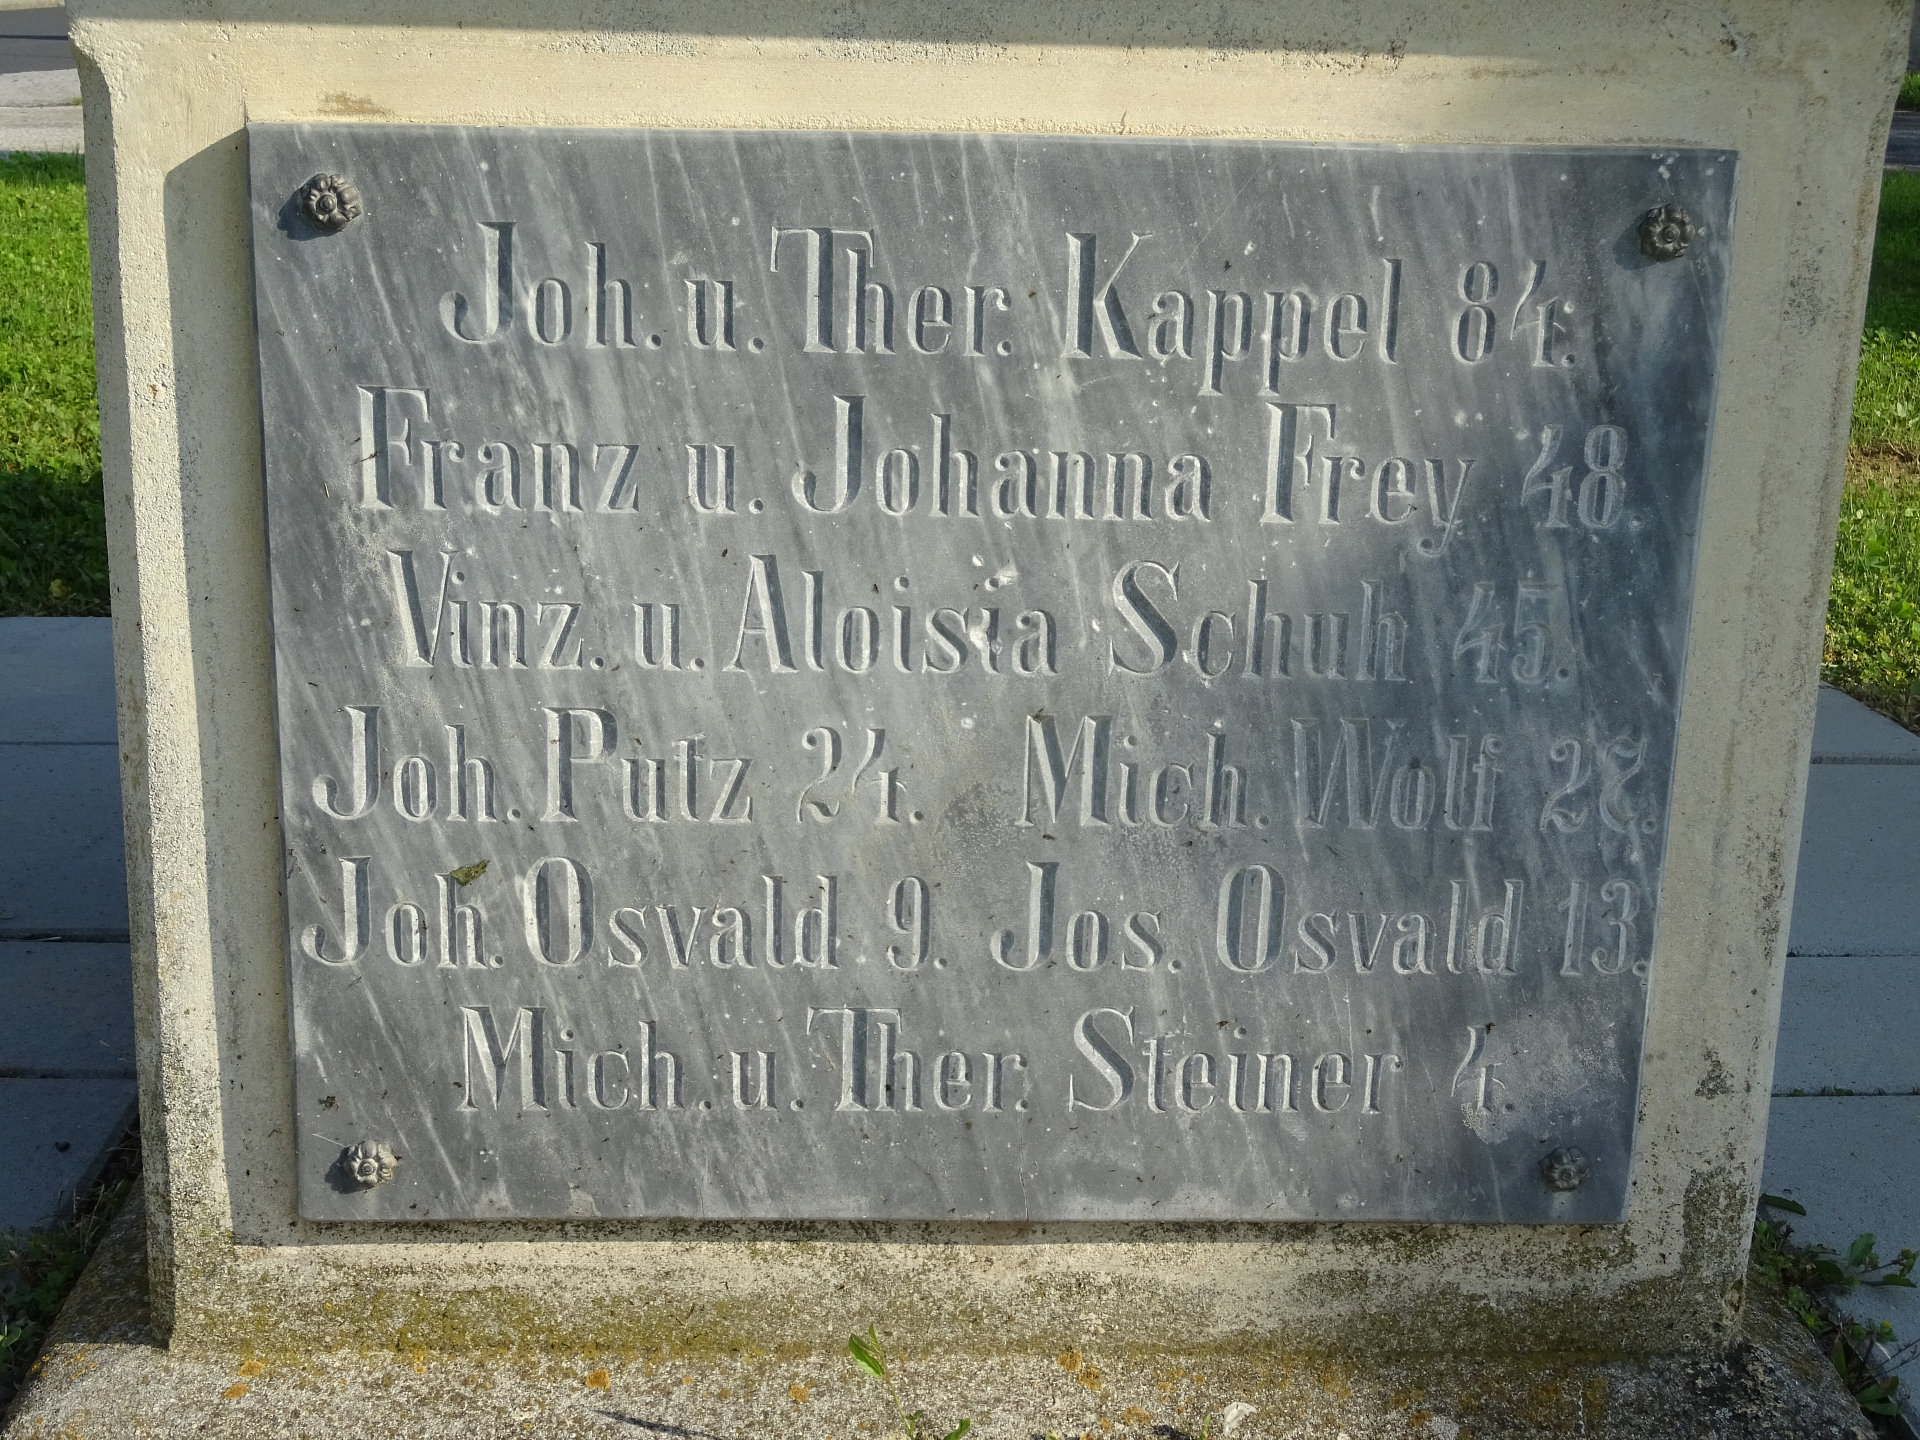 Joh. u. Ther. Kappel 84.
Franz u. Johanna Frey 48.
Vinz. u. Aloisia Schuh 45.
Joh. Putz 24. Mich. Wolf 27.
Joh. Osvald 9. Jos. Osvald 13.
Mich. u. Ther. Steiner 4.